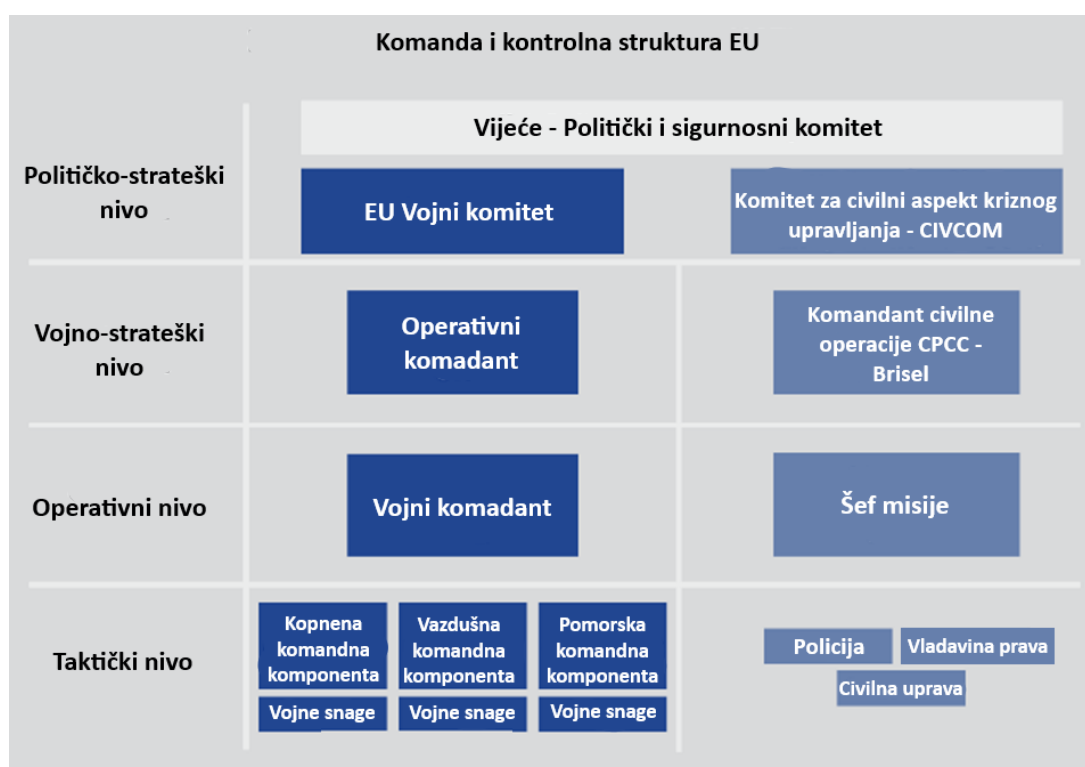 Komanda i kontrolna struktura EU
Vijeće - Politički i sigurnosni komitet
Političko-strateški
nivo
EU Vojni komitet
Komitet za civilni aspekt kriznog
upravljanja - CIVCOM
Vojno-strateški
nivo
Operativni
komadant
Komandant civilne
operacije CPCC -
Brisel
Operativni nivo
Vojni komadant
Šef misije
Taktički nivo
Kopnena
komandna
komponenta
Vojne snage
Vazdušna
komandna
komponenta
Vojne snage
Pomorska
komandna
komponenta
Vojne snage
Policija
Vladavina prava
Civilna uprava